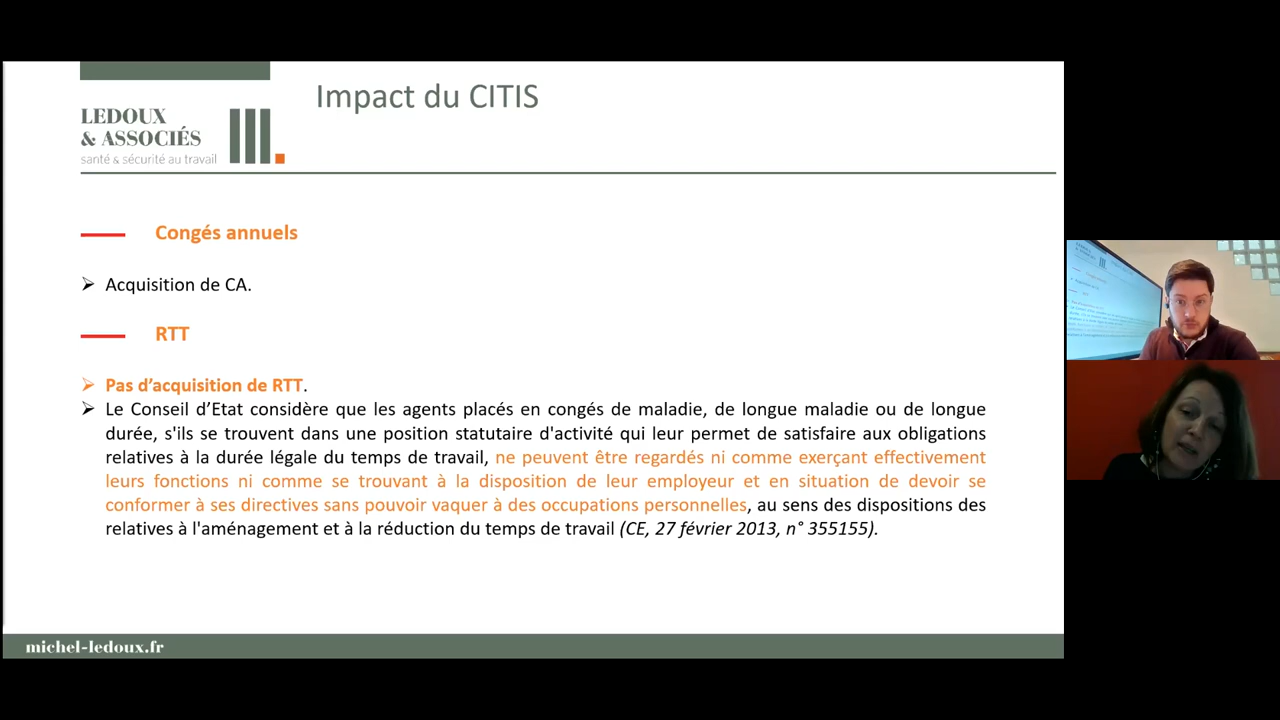 LEDOUX
& ASSOCIÉS
santé & sécurité au travail
Impact du CITIS
Congés annuels
➢ Acquisition de CA.
RTT
➢ Pas d’acquisition de RTT.
➢ Le Conseil d’Etat considère que les agents placés en congés de maladie, de longue maladie ou de longue
durée, s'ils se trouvent dans une position statutaire d'activité qui leur permet de satisfaire aux obligations
relatives à la durée légale du temps de travail, ne peuvent être regardés ni comme exerçant effectivement
leurs fonctions ni comme se trouvant à la disposition de leur employeur et en situation de devoir se
conformer à ses directives sans pouvoir vaquer à des occupations personnelles, au sens des dispositions des
relatives à l'aménagement et à la réduction du temps de travail (CE, 27 février 2013, n° 355155).
michel-ledoux.fr